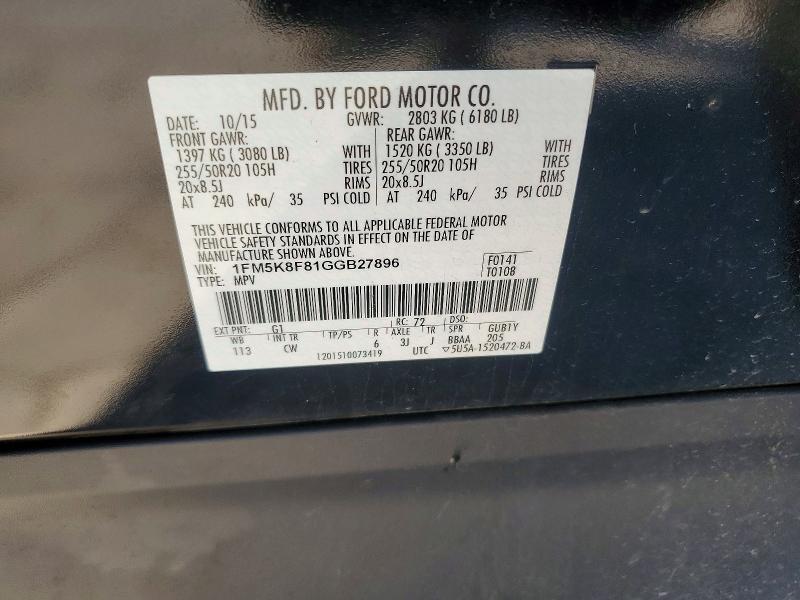 MFD. BY FORD MOTOR CO.
DATE: 10/15 GVWR: 2803 KG ( 6180 LB)
FRONT GAWR: REAR GAWR:
1397 KG ( 3080 LB) WITH 1520 KG ( 3350 LB) WITH
255/50R20 105H TIRES 255/50R20 105H TIRES
20x8.5J RIMS 20x8.5J RIMS
AT 240 kPa/ 35 PSI COLD AT 240 kPa/ 35 PSI COLD
THIS VEHICLE CONFORMS TO ALL APPLICABLE FEDERAL MOTOR
VEHICLE SAFETY STANDARDS IN EFFECT ON THE DATE OF
MANUFACTURE SHOWN ABOVE.
VIN: 1FM5K8F81GGB27896 F0141
TYPE: MPV T0108
EXT PNT: G1 RC: 72 DSO:
WB INT TR TP/PS R AXLE TR SPR GUB1Y
113 CW 6 3J J BBAA 205
1201510073419 UTC ▽5U5A-1520472-BA